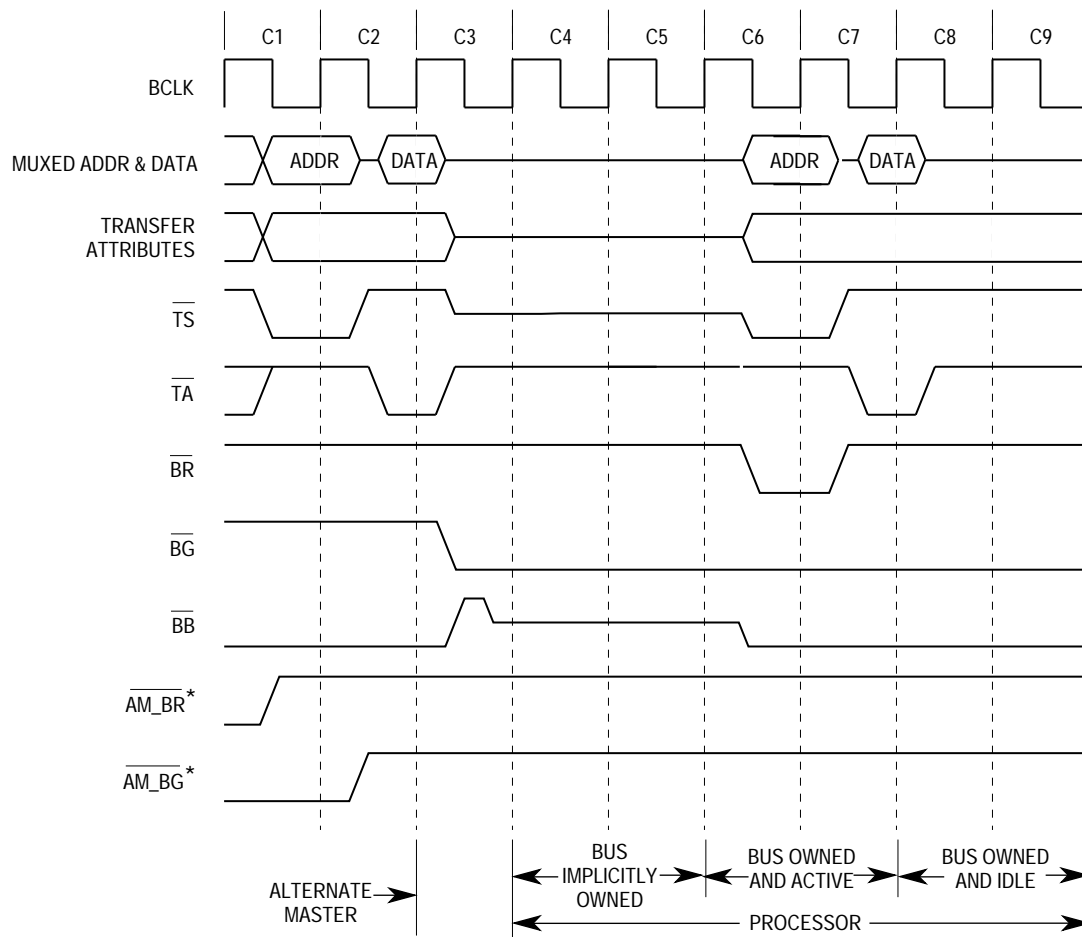 C1 C2 C3 C4 C5 C6 C7 C8 C9
BCLK
MUXED ADDR & DATA
ADDR DATA ADDR DATA
TRANSFER
ATTRIBUTES
TS
TA
BR
BG
BB
AM_BR*
AM_BG*
ALTERNATE
MASTER
BUS
IMPLICITLY
OWNED
BUS OWNED
AND ACTIVE
BUS OWNED
AND IDLE
PROCESSOR